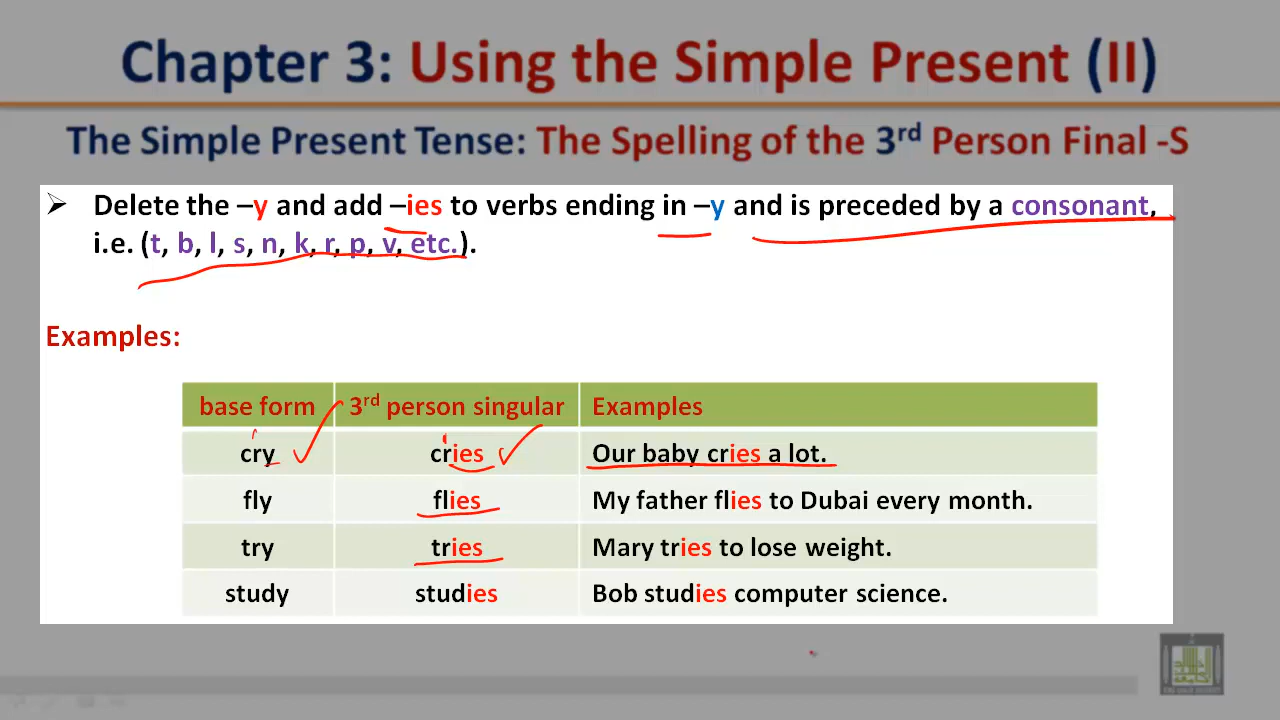 Chapter 3: Using the Simple Present (II)
The Simple Present Tense: The Spelling of the 3rd Person Final -S
➢ Delete the –y and add –ies to verbs ending in –y and is preceded by a consonant,
i.e. (t, b, l, s, n, k, r, p, v, etc.).
Examples:
base form 3rd person singular Examples
cry cries Our baby cries a lot.
fly flies My father flies to Dubai every month.
try tries Mary tries to lose weight.
study studies Bob studies computer science.